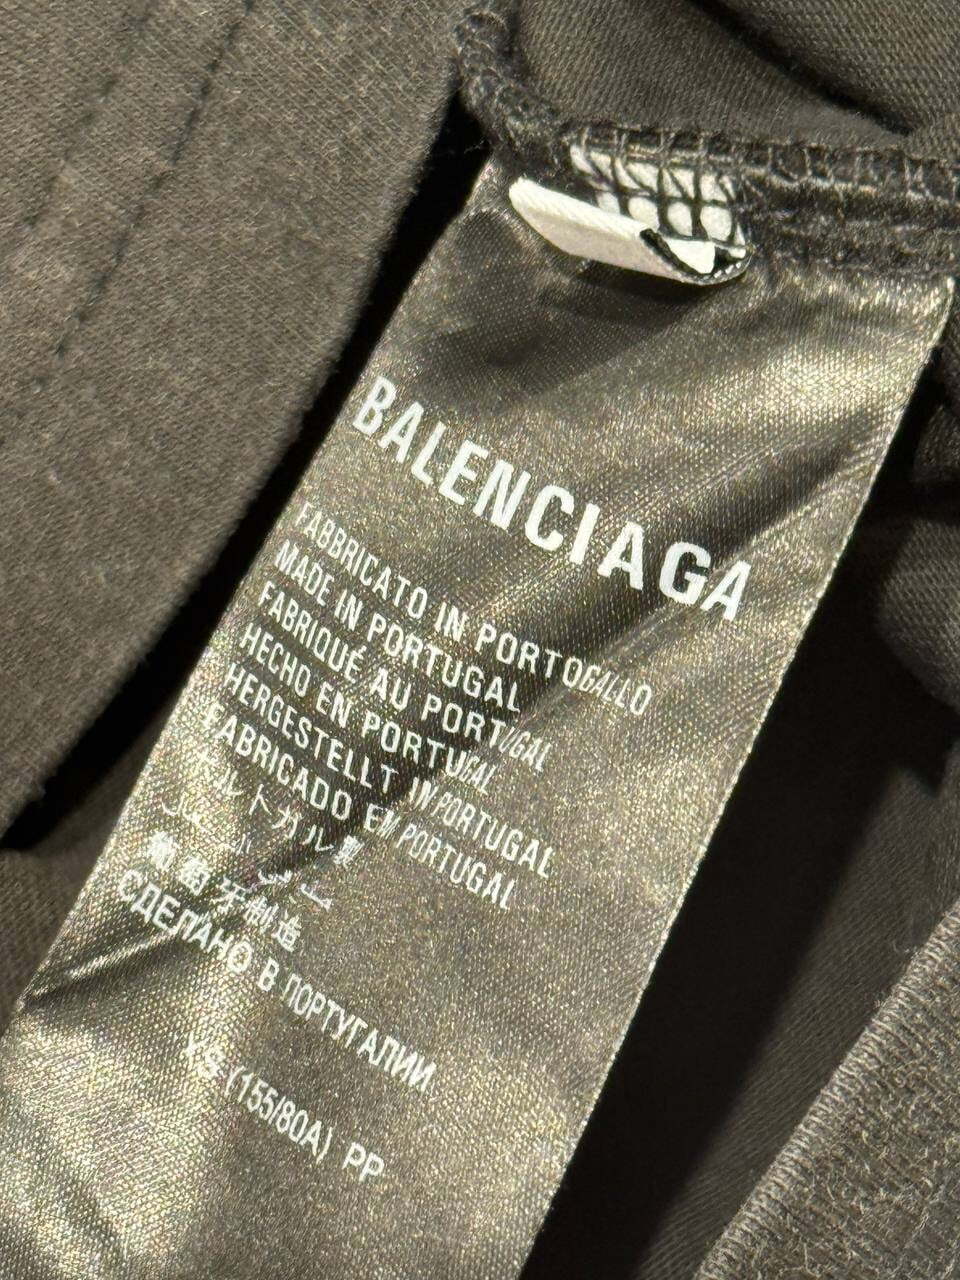 BALENCIAGA
FABBRICATO IN PORTOGALLO
MADE IN PORTUGAL
FABRIQUÉ AU PORTUGAL
HECHO EN PORTUGAL
HERGESTELLT IN PORTUGAL
FABRICADO EM PORTUGAL
ポルトガル製
葡萄牙制造
СДЕЛАНО В ПОРТУГАЛИИ
XS (155/80A) PP